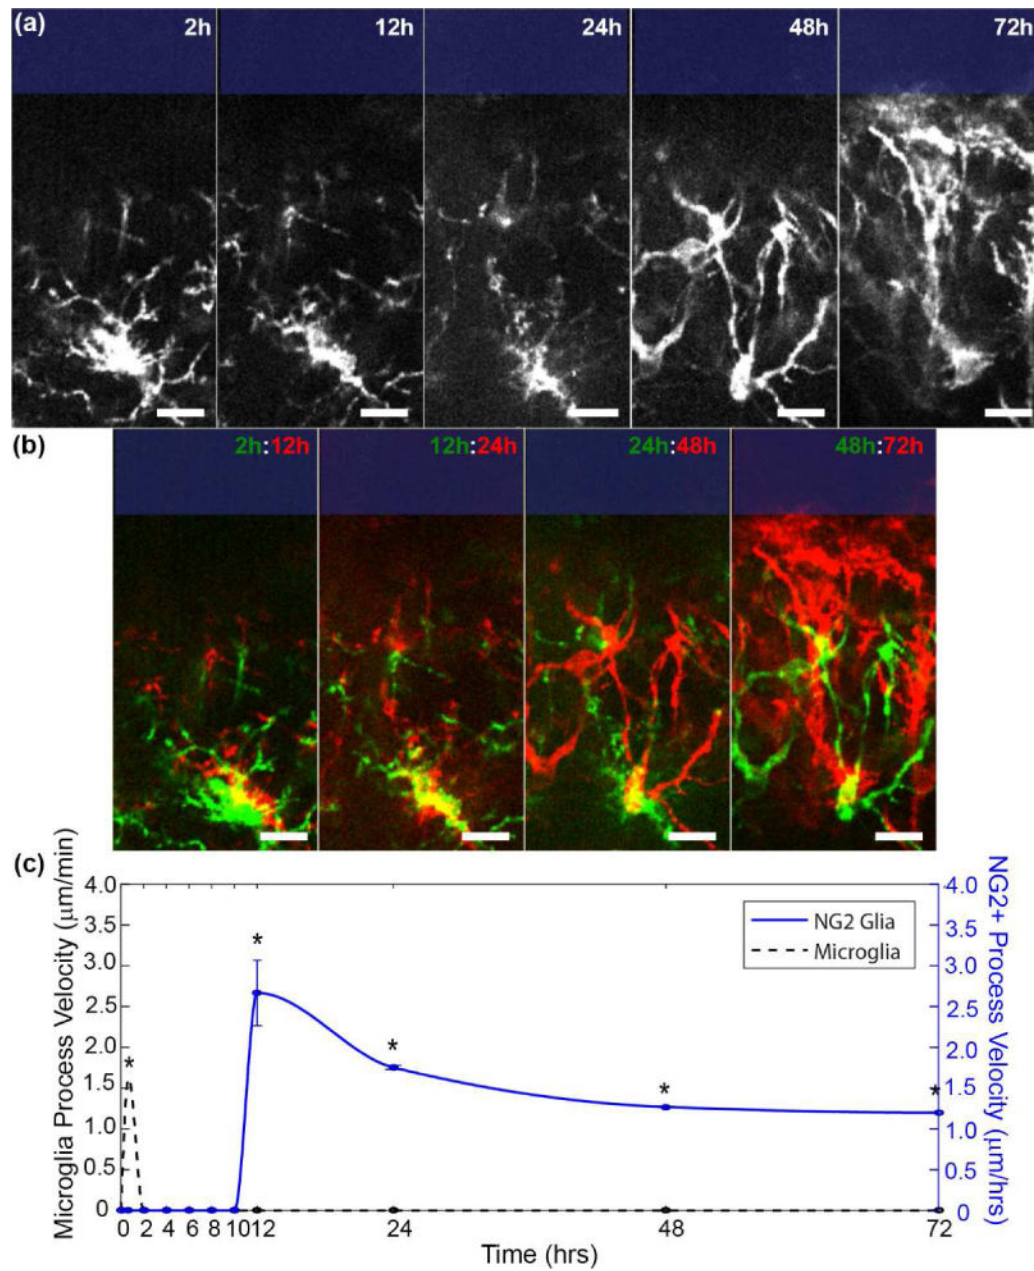 (a)
2h
12h
24h
48h
72h
(b)
2h:12h
12h:24h
24h:48h
48h:72h
(c)
Microglia Process Velocity (μm/min)
4.0
3.5
3.0
2.5
2.0
1.5
1.0
0.5
0
NG2 Glia
Microglia
*
*
*
*
*
4.0
3.5
3.0
2.5
2.0
1.5
1.0
0.5
0
NG2+ Process Velocity (μm/hrs)
0 2 4 6 8 10 12 24 48 72
Time (hrs)